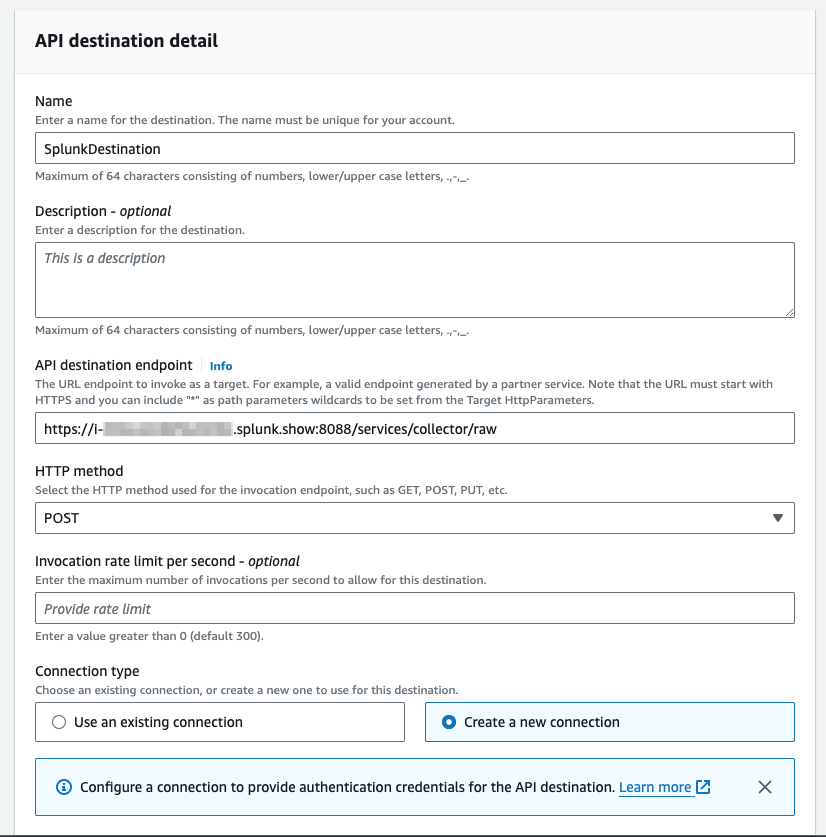 API destination detail
Name
Enter a name for the destination. The name must be unique for your account.
SplunkDestination
Maximum of 64 characters consisting of numbers, lower/upper case letters, .,-,_.
Description - optional
Enter a description for the destination.
This is a description
Maximum of 64 characters consisting of numbers, lower/upper case letters, .,-,_.
API destination endpoint Info
The URL endpoint to invoke as a target. For example, a valid endpoint generated by a partner service. Note that the URL must start with
HTTPS and you can include "*" as path parameters wildcards to be set from the Target HttpParameters.
https://i- .splunk.show:8088/services/collector/raw
HTTP method
Select the HTTP method used for the invocation endpoint, such as GET, POST, PUT, etc.
POST
Invocation rate limit per second - optional
Enter the maximum number of invocations per second to allow for this destination.
Provide rate limit
Enter a value greater than 0 (default 300).
Connection type
Choose an existing connection, or create a new one to use for this destination.
Use an existing connection
Create a new connection
Configure a connection to provide authentication credentials for the API destination. Learn more